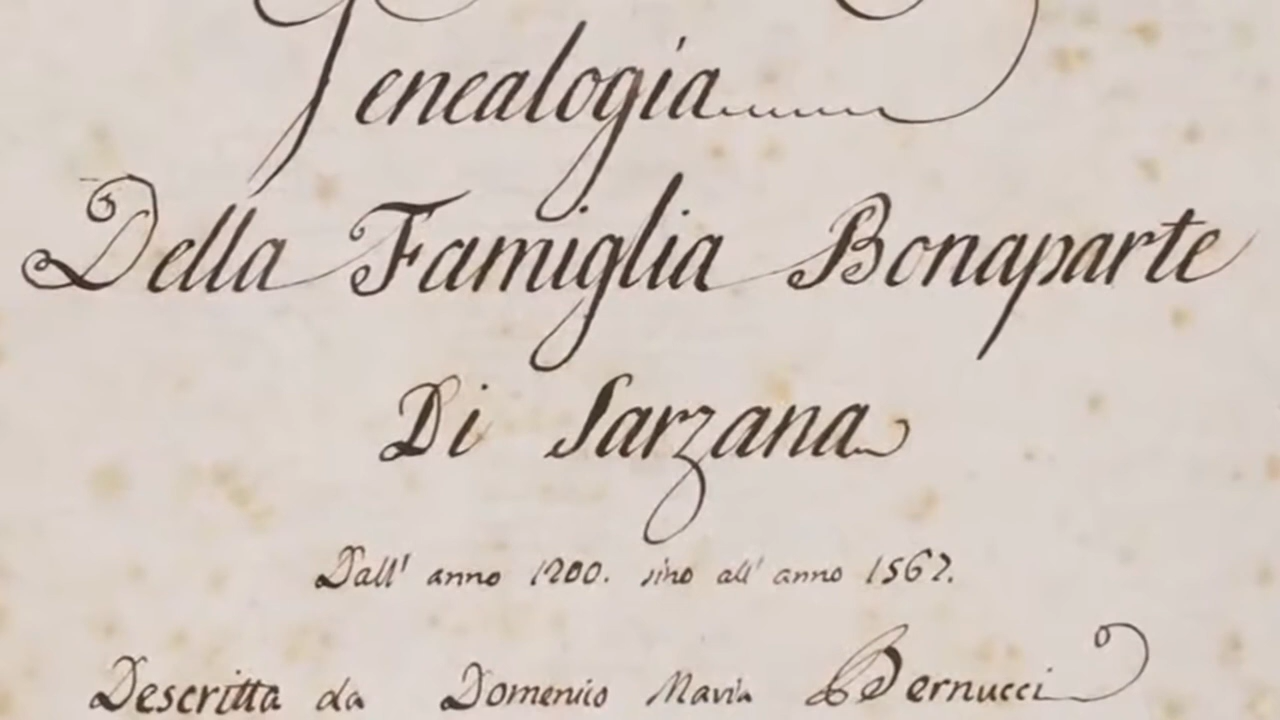 Genealogia
Della Famiglia Bonaparte
Di Sarzana
Dall' anno 1200. sino all' anno 1567.
Descritta da Domenico Maria Bernucci